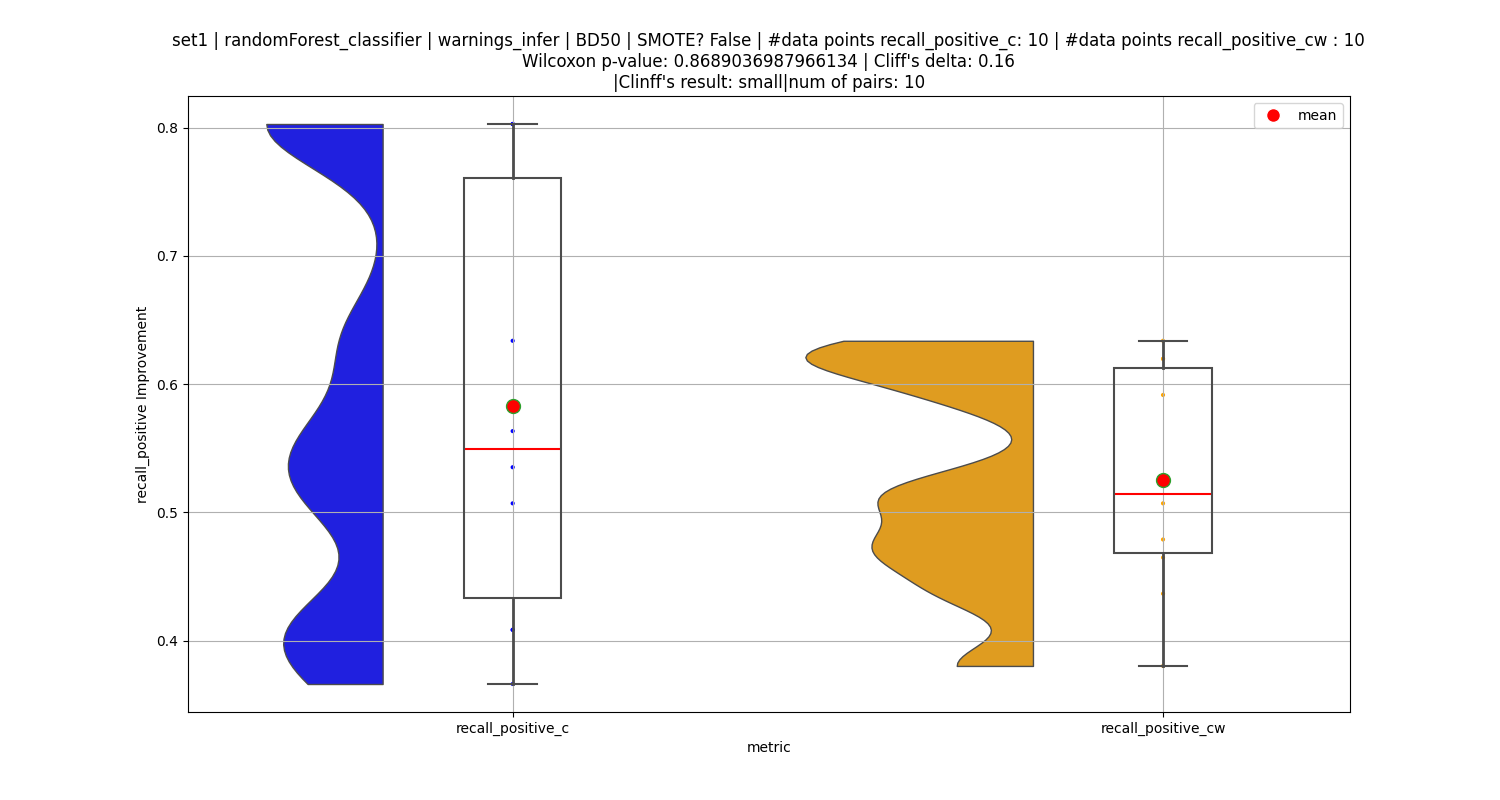 set1 | randomForest_classifier | warnings_infer | BD50 | SMOTE? False | #data points recall_positive_c: 10 | #data points recall_positive_cw : 10
Wilcoxon p-value: 0.8689036987966134 | Cliff's delta: 0.16
|Clinff's result: small|num of pairs: 10
mean
0.8
0.7
0.6
0.5
0.4
recall_positive Improvement
recall_positive_c
recall_positive_cw
metric